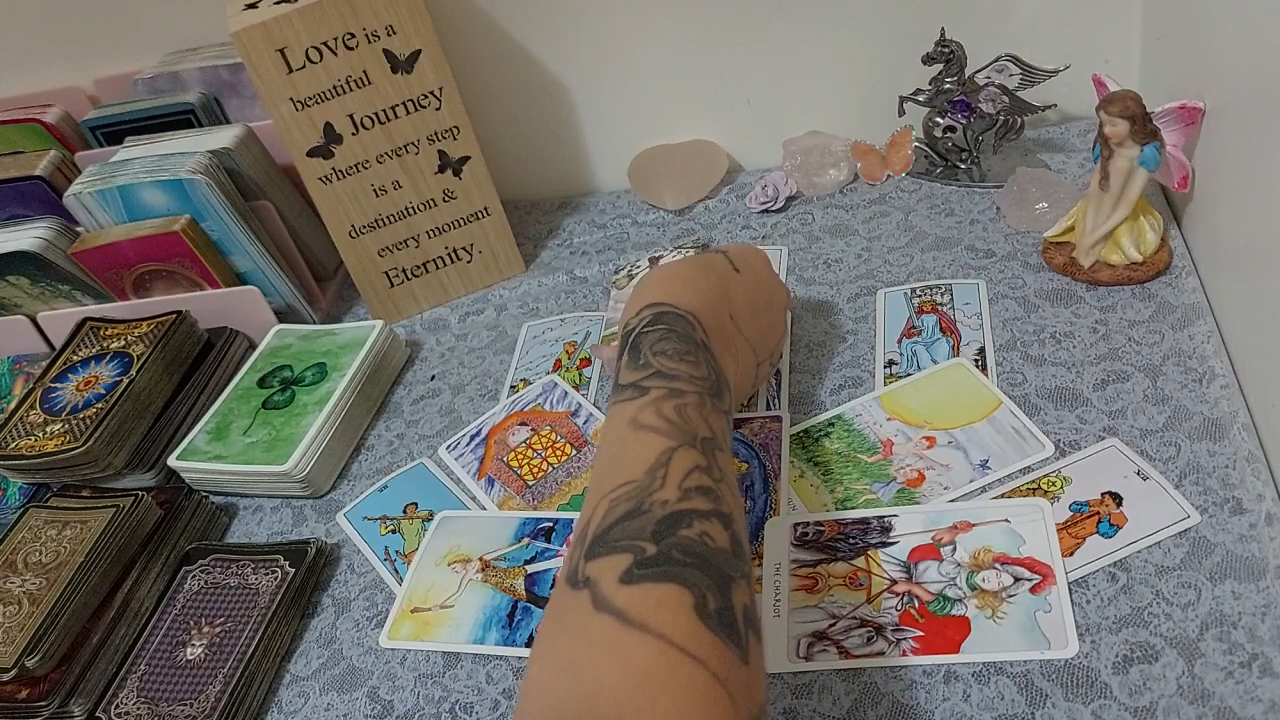 Love is a
beautiful
Journey
where every step
is a
destination &
every moment
Eternity.
THE CHARIOT